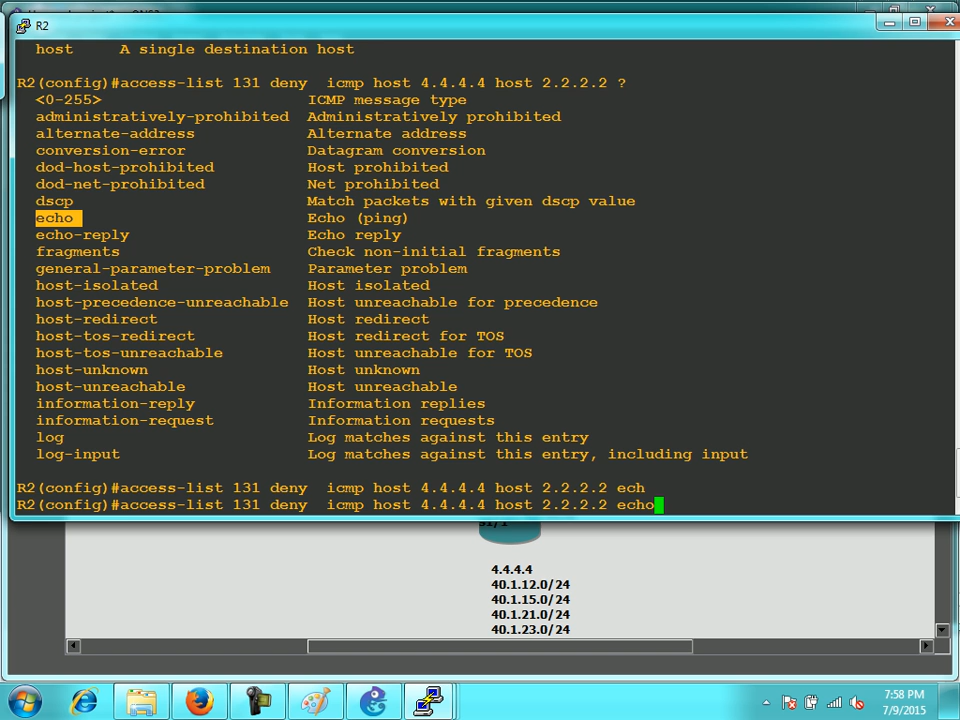 R2
host A single destination host
R2(config)#access-list 131 deny icmp host 4.4.4.4 host 2.2.2.2 ?
<0-255> ICMP message type
administratively-prohibited Administratively prohibited
alternate-address Alternate address
conversion-error Datagram conversion
dod-host-prohibited Host prohibited
dod-net-prohibited Net prohibited
dscp Match packets with given dscp value
echo Echo (ping)
echo-reply Echo reply
fragments Check non-initial fragments
general-parameter-problem Parameter problem
host-isolated Host isolated
host-precedence-unreachable Host unreachable for precedence
host-redirect Host redirect
host-tos-redirect Host redirect for TOS
host-tos-unreachable Host unreachable for TOS
host-unknown Host unknown
host-unreachable Host unreachable
information-reply Information replies
information-request Information requests
log Log matches against this entry
log-input Log matches against this entry, including input
R2(config)#access-list 131 deny icmp host 4.4.4.4 host 2.2.2.2 ech
R2(config)#access-list 131 deny icmp host 4.4.4.4 host 2.2.2.2 echo
4.4.4.4
40.1.12.0/24
40.1.15.0/24
40.1.21.0/24
40.1.23.0/24
7:58 PM
7/9/2015